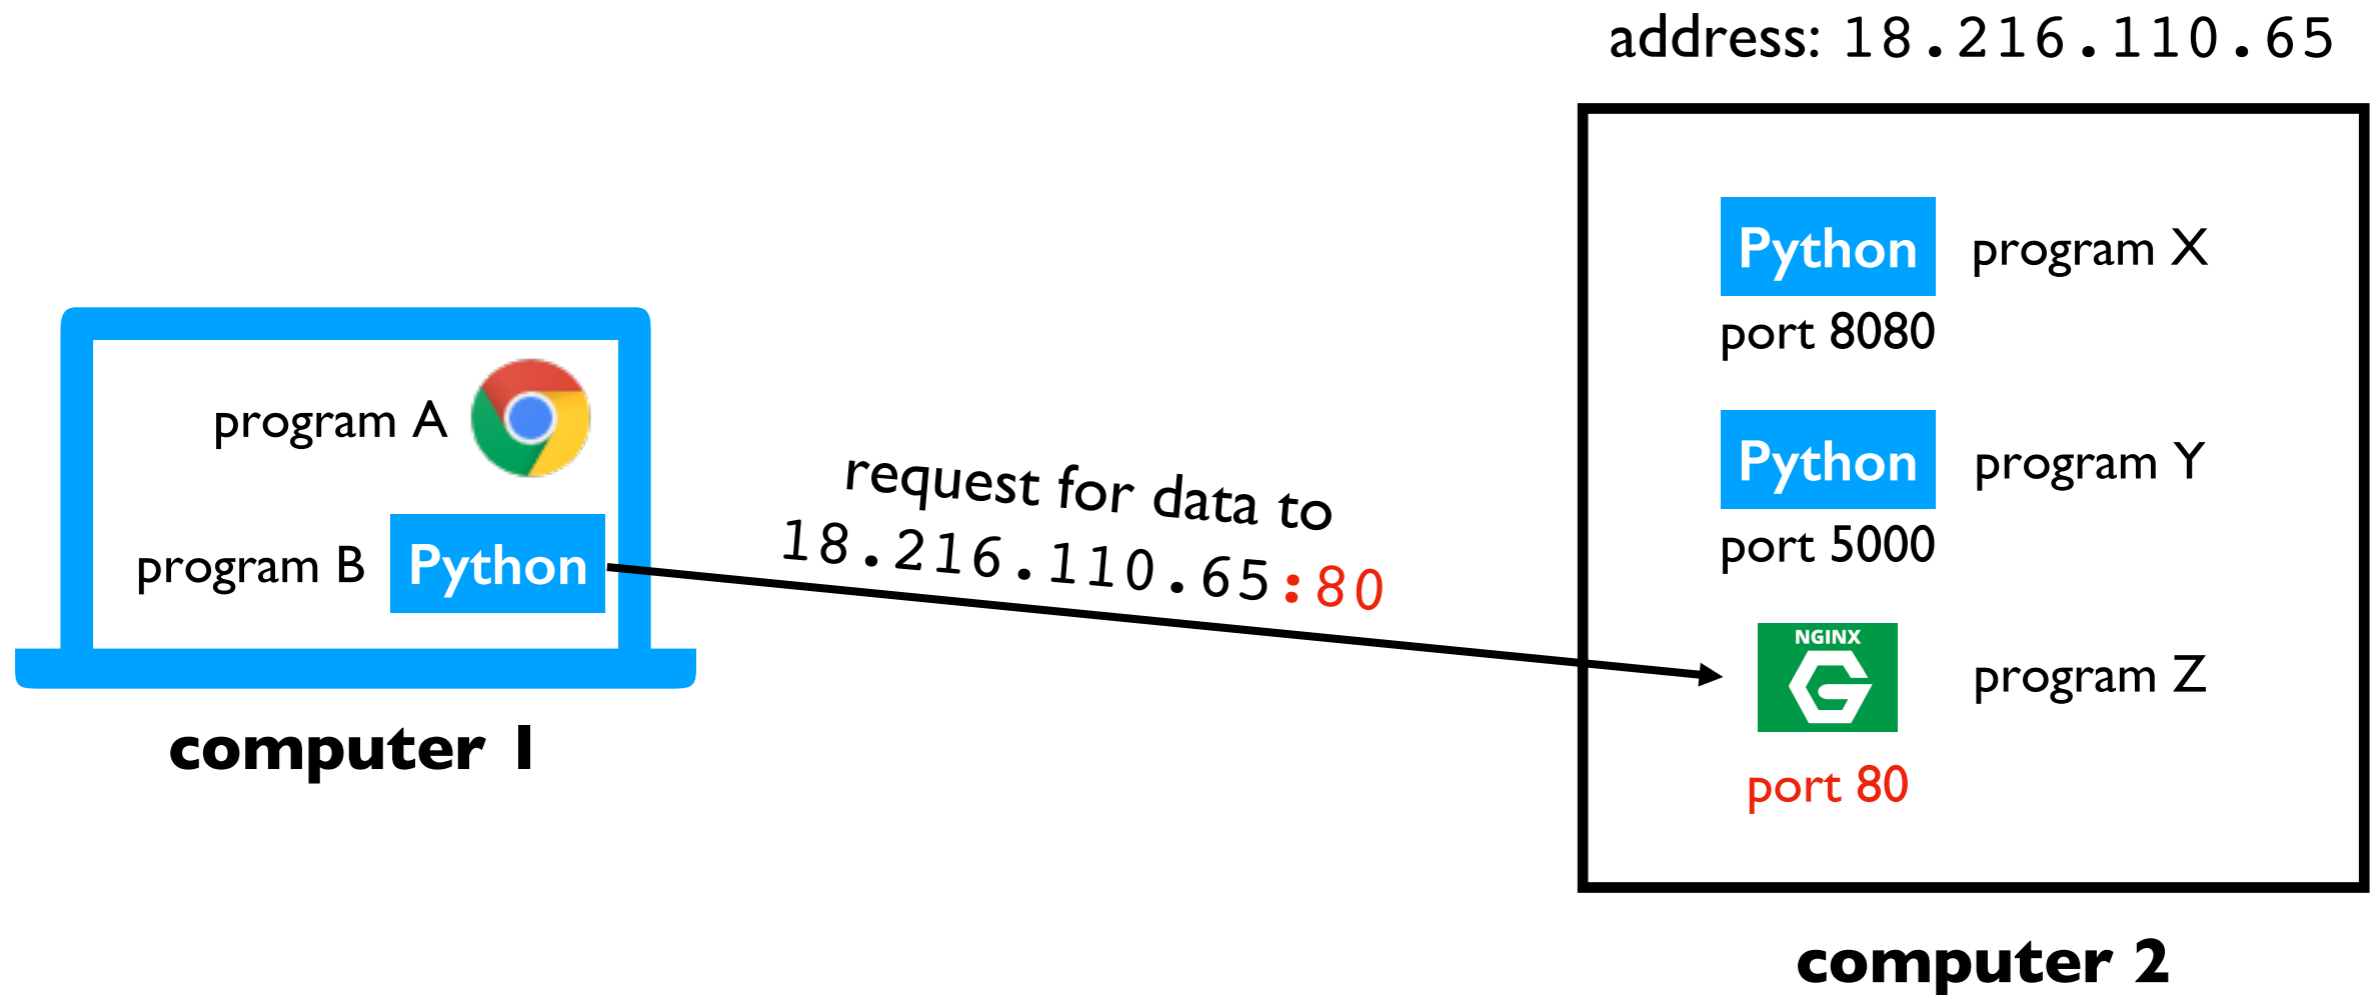 address: 18.216.110.65
Python program X
port 8080
program A
Python program Y
request for data to
18.216.110.65:80
port 5000
program B Python
NGINX
program Z
computer 1
port 80
computer 2